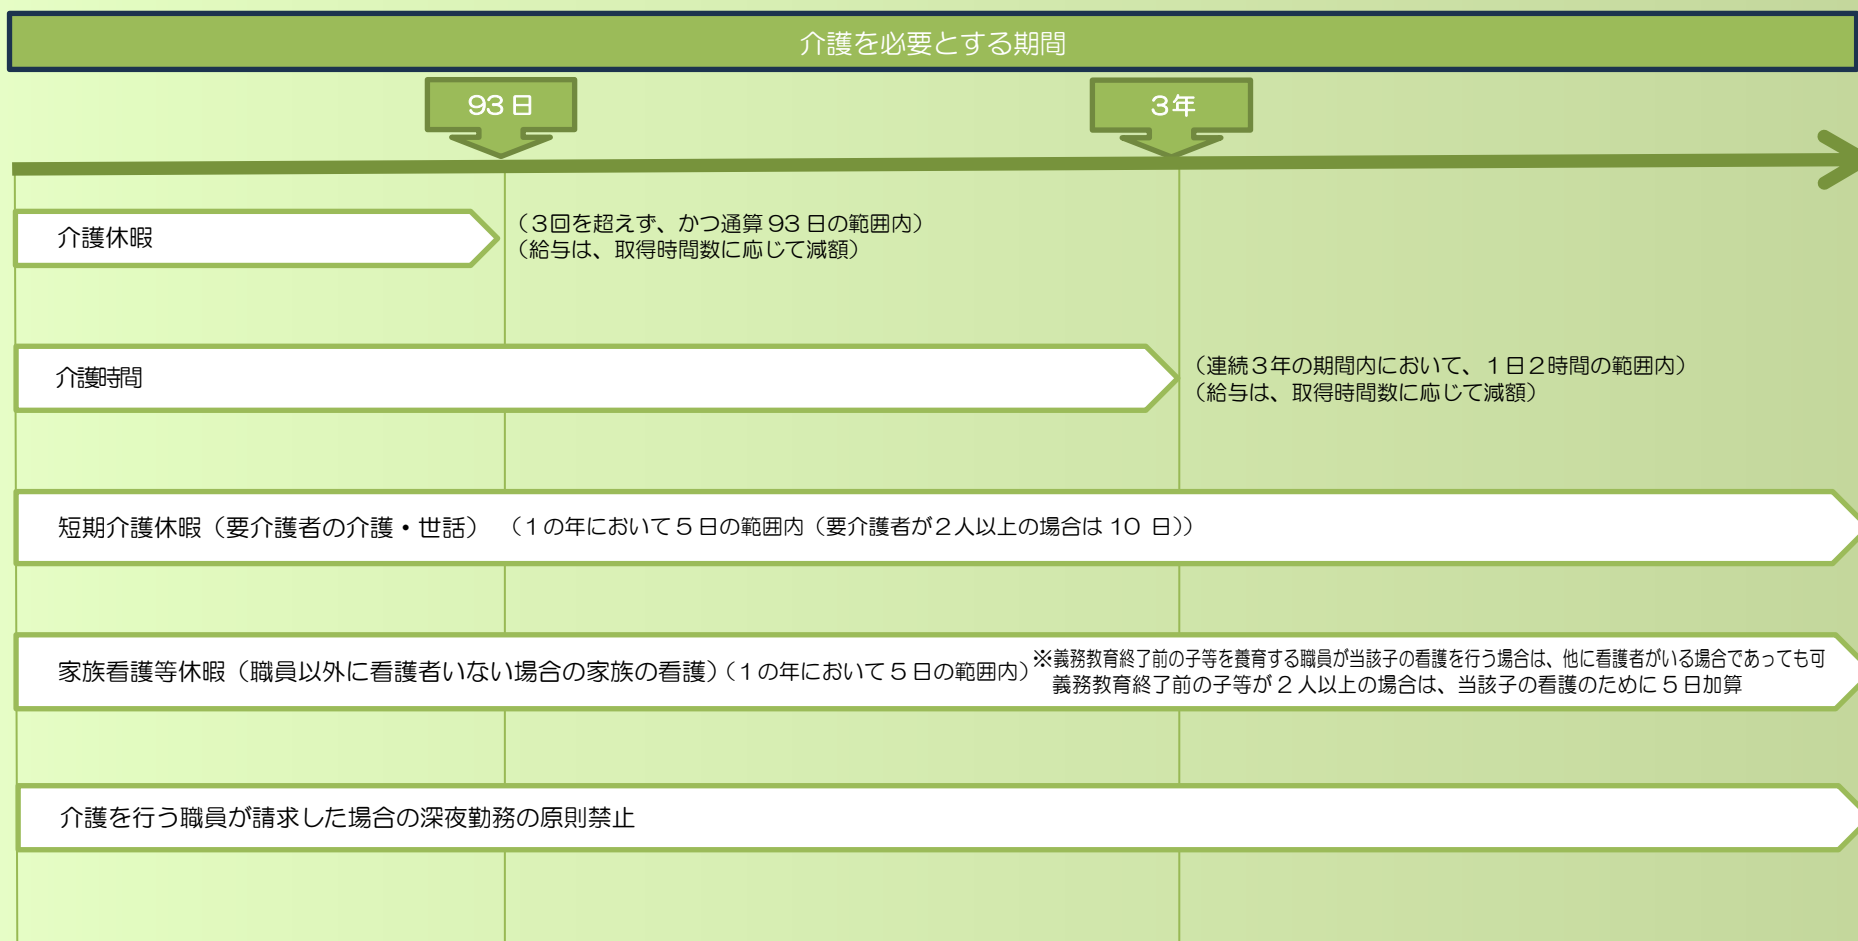 介護を必要とする期間
93日
3年
介護休暇
（３回を超えず、かつ通算 93 日の範囲内）
（給与は、取得時間数に応じて減額）
介護時間
（連続３年の期間内において、１日２時間の範囲内）
（給与は、取得時間数に応じて減額）
短期介護休暇（要介護者の介護・世話）　（１の年において５日の範囲内（要介護者が２人以上の場合は 10 日））
家族看護等休暇（職員以外に看護者いない場合の家族の看護）（１の年において５日の範囲内）
※義務教育終了前の子等を養育する職員が当該子の看護を行う場合は、他に看護者がいる場合であっても可
義務教育終了前の子等が２人以上の場合は、当該子の看護のために５日加算
介護を行う職員が請求した場合の深夜勤務の原則禁止